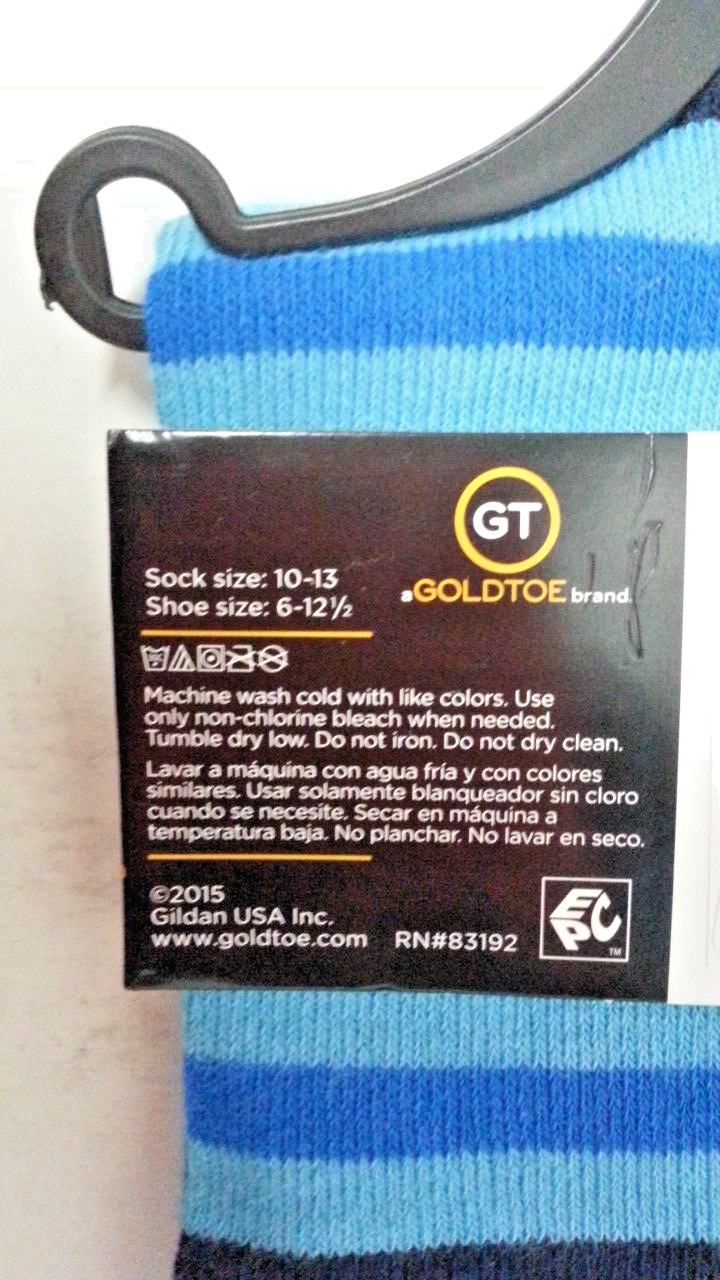 GT
aGOLDTOE brand
Sock size: 10-13
Shoe size: 6-12½
Machine wash cold with like colors. Use
only non-chlorine bleach when needed.
Tumble dry low. Do not iron. Do not dry clean.
Lavar a máquina con agua fría y con colores
similares. Usar solamente blanqueador sin cloro
cuando se necesite. Secar en máquina a
temperatura baja. No planchar. No lavar en seco.
©2015
Gildan USA Inc.
www.goldtoe.com RN#83192
EPC
™